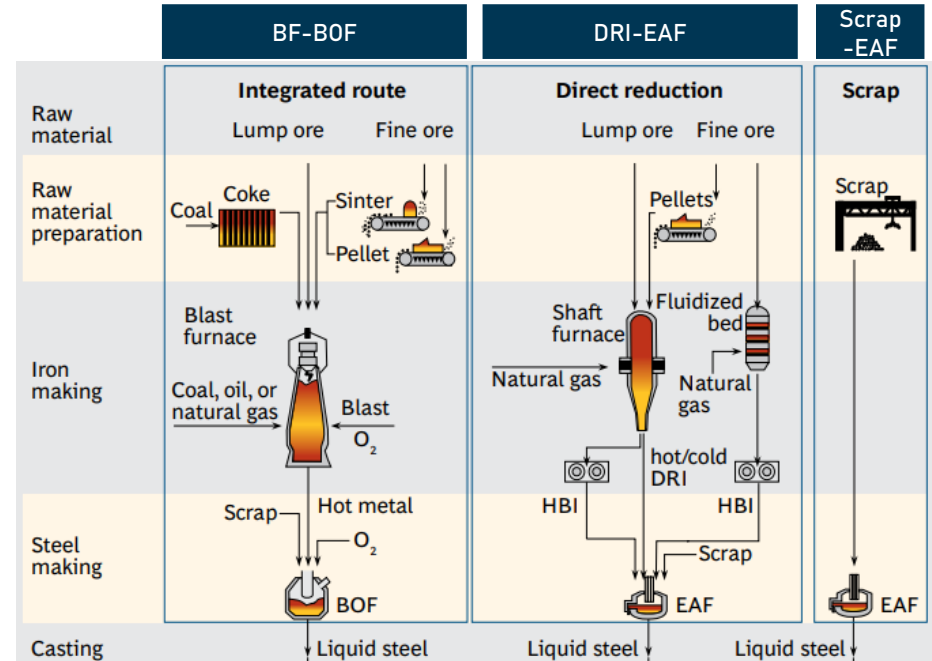 BF-BOF
DRI-EAF
Scrap
-EAF
Integrated route
Direct reduction
Scrap
Raw
material
Lump ore
Fine ore
Lump ore
Fine ore
Raw
material
preparation
Coal
Coke
Sinter
Pellet
Pellets
Scrap
Iron
making
Blast
furnace
Coal, oil, or
natural gas
Blast
O₂
Shaft
furnace
Natural gas
Fluidized
bed
Natural
gas
hot/cold
DRI
HBI
HBI
Steel
making
Scrap
Hot metal
O₂
BOF
Scrap
EAF
EAF
Casting
Liquid steel
Liquid steel
Liquid steel